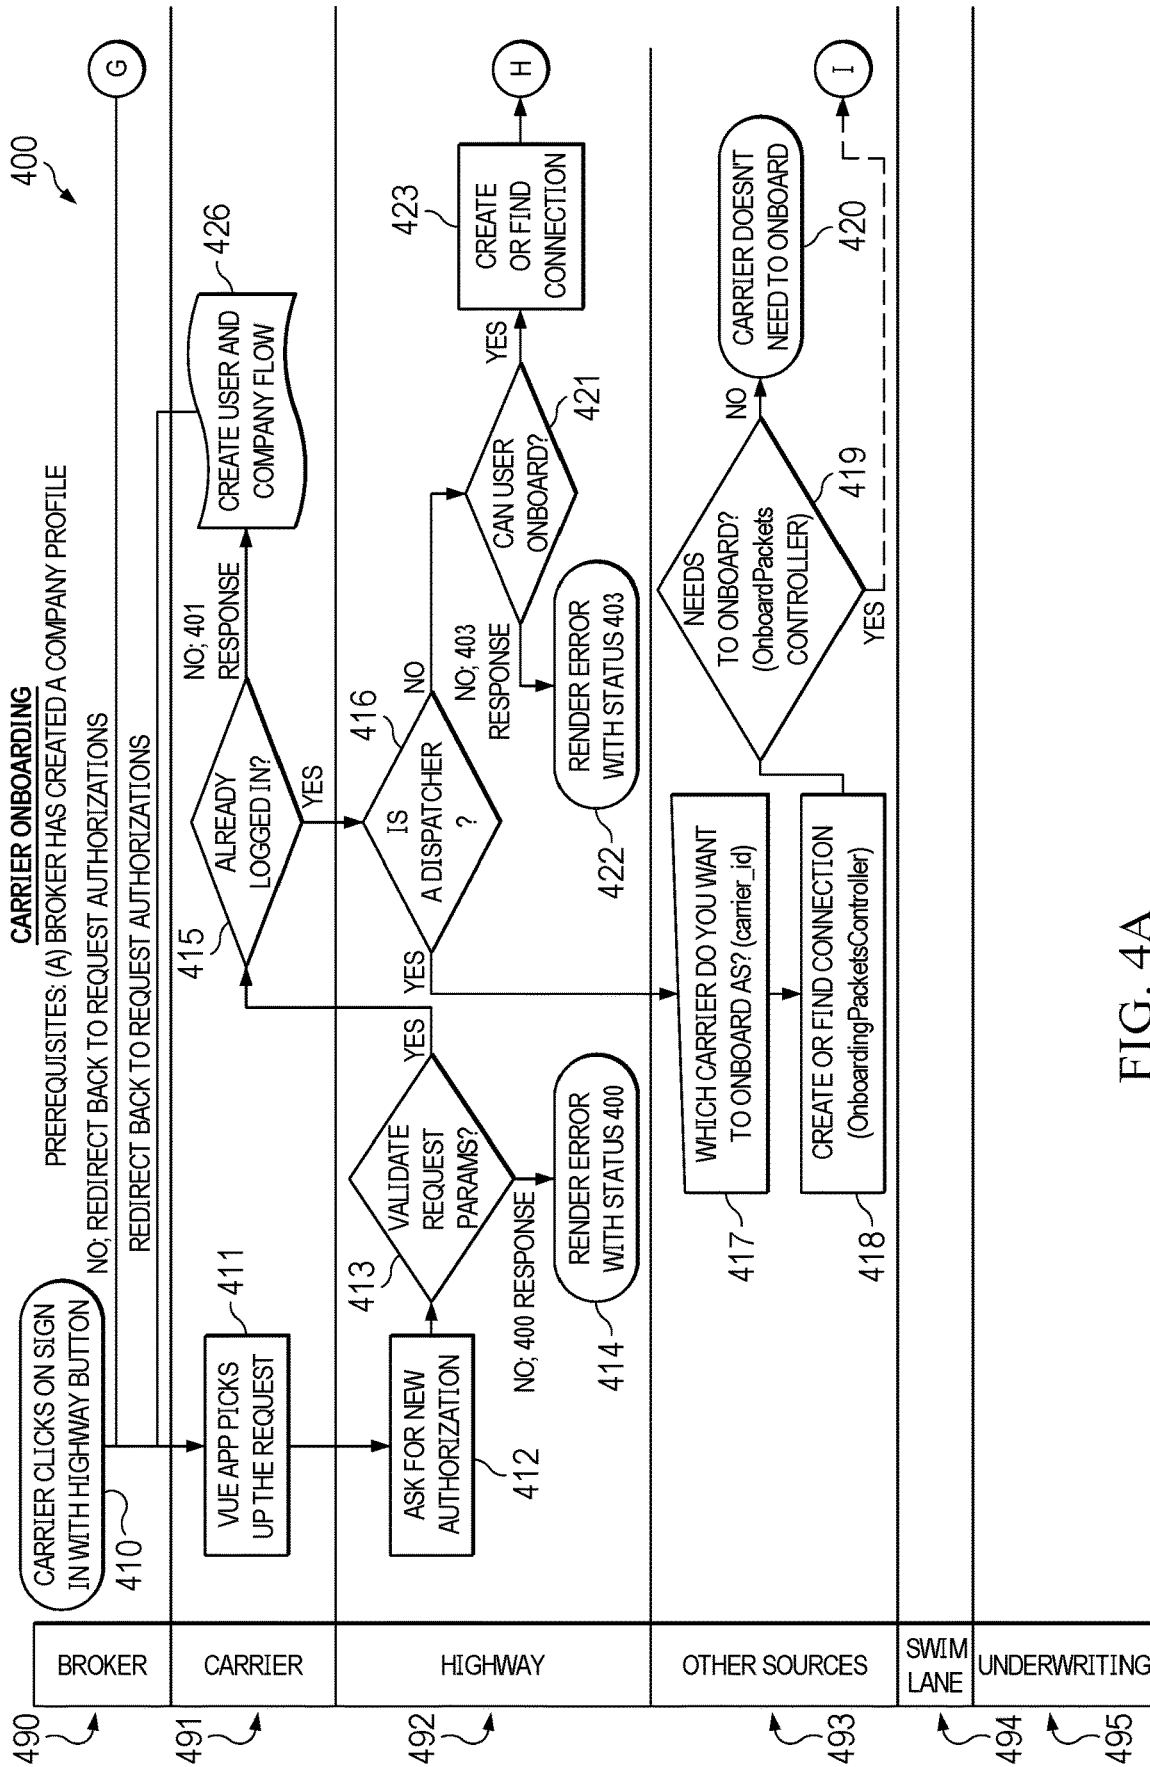 CARRIER ONBOARDING
PREREQUISITES: (A) BROKER HAS CREATED A COMPANY PROFILE
400
490
BROKER
CARRIER CLICKS ON SIGN
IN WITH HIGHWAY BUTTON
410
NO; REDIRECT BACK TO REQUEST AUTHORIZATIONS
REDIRECT BACK TO REQUEST AUTHORIZATIONS
G
491
CARRIER
VUE APP PICKS
UP THE REQUEST
411
415
ALREADY
LOGGED IN?
NO; 401
RESPONSE
YES
CREATE USER AND
COMPANY FLOW
426
492
HIGHWAY
ASK FOR NEW
AUTHORIZATION
412
413
VALIDATE
REQUEST
PARAMS?
YES
NO; 400 RESPONSE
RENDER ERROR
WITH STATUS 400
414
IS
A DISPATCHER
?
416
YES
NO
CAN USER
ONBOARD?
421
NO; 403
RESPONSE
RENDER ERROR
WITH STATUS 403
422
YES
CREATE
OR FIND
CONNECTION
423
H
493
OTHER SOURCES
WHICH CARRIER DO YOU WANT
TO ONBOARD AS? (carrier_id)
417
CREATE OR FIND CONNECTION
(OnboardingPacketsController)
418
NEEDS
TO ONBOARD?
(OnboardPackets
CONTROLLER)
419
YES
NO
CARRIER DOESN'T
NEED TO ONBOARD
420
I
494
SWIM
LANE
495
UNDERWRITING
FIG. 4A